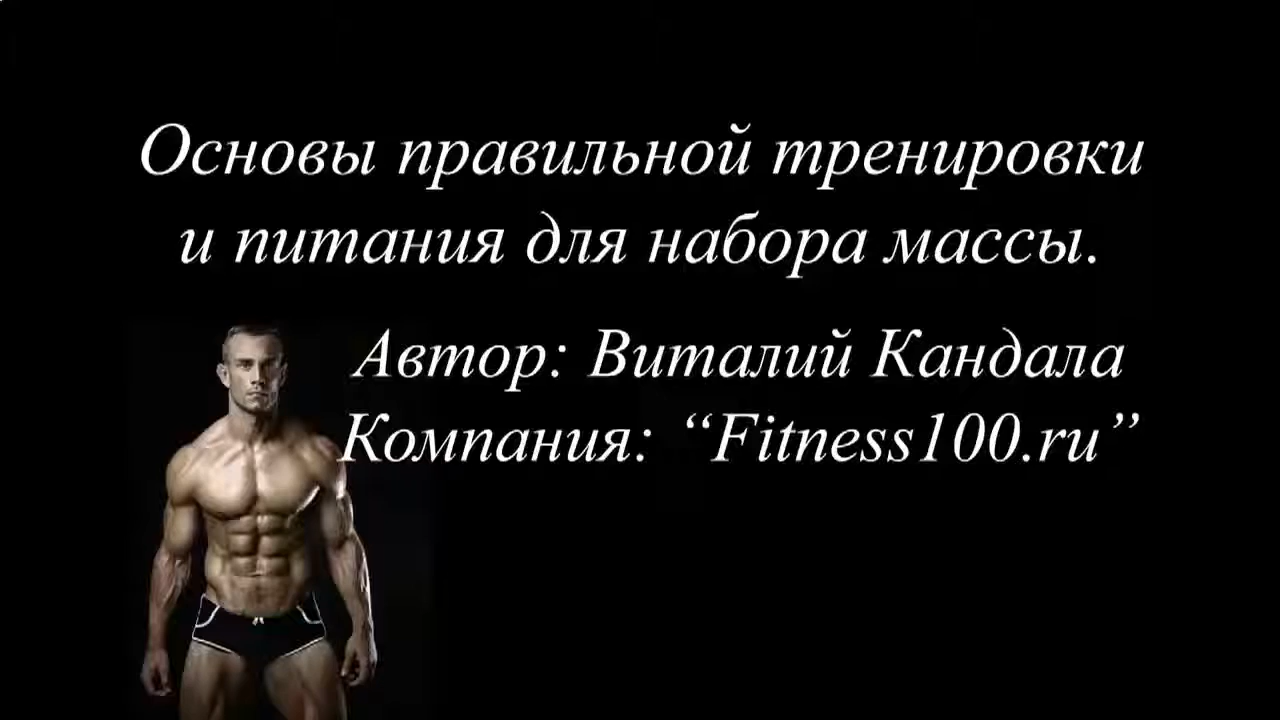 Основы правильной тренировки
и питания для набора массы.
Автор: Виталий Кандала
Компания: “Fitness100.ru”